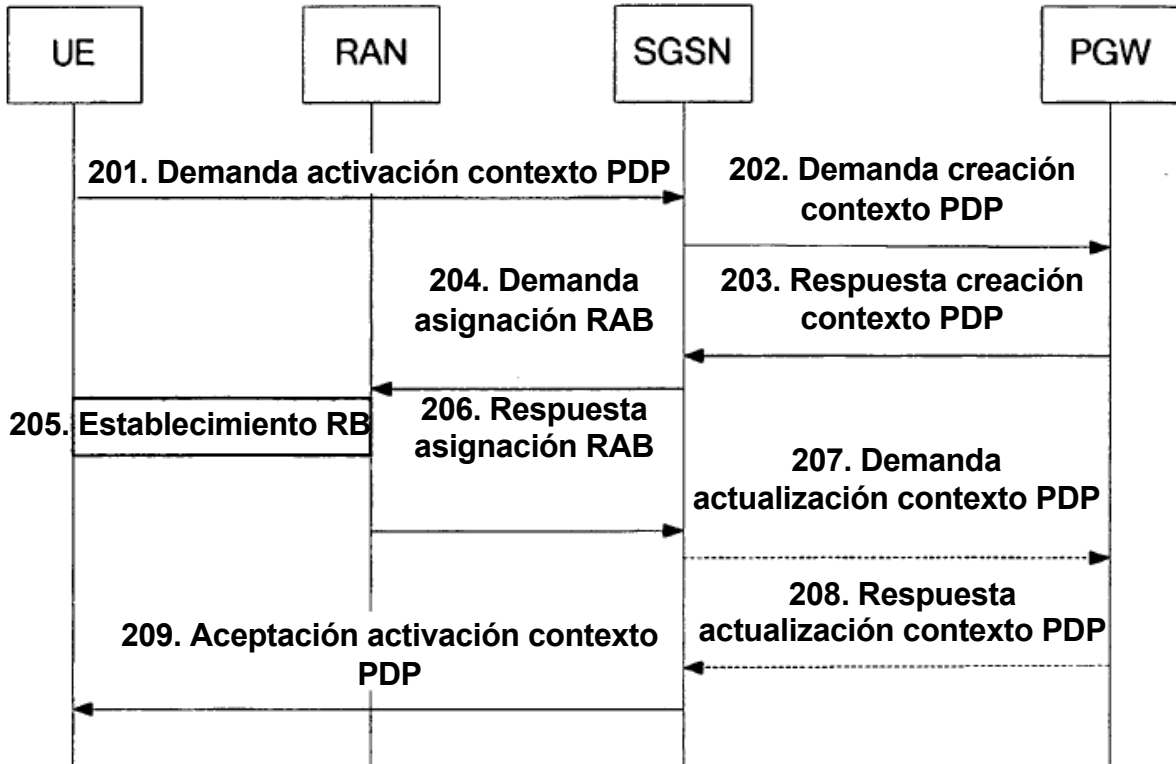 UE
RAN
SGSN
PGW
201. Demanda activación contexto PDP
202. Demanda creación
contexto PDP
204. Demanda
asignación RAB
203. Respuesta creación
contexto PDP
205. Establecimiento RB
206. Respuesta
asignación RAB
207. Demanda
actualización contexto PDP
208. Respuesta
actualización contexto PDP
209. Aceptación activación contexto
PDP